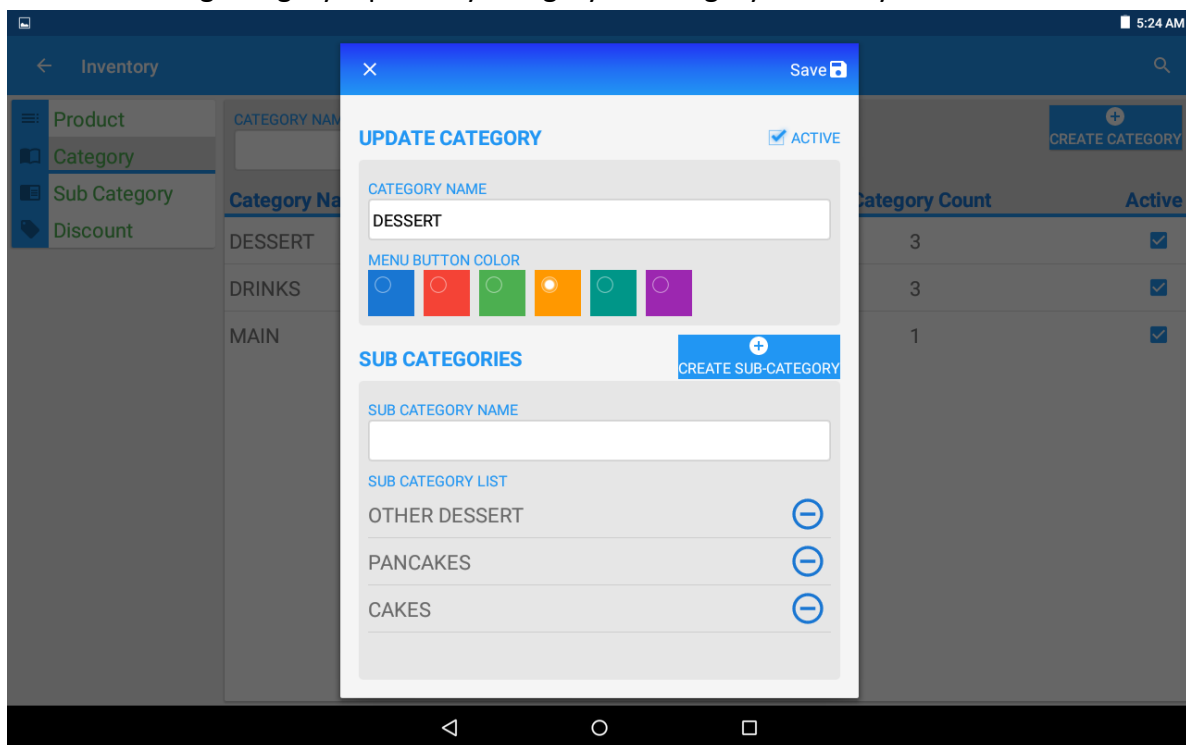 5:24 AM
Inventory
Save
Product
Category
Sub Category
Discount
CATEGORY NAM
CREATE CATEGORY
Category Na
Category Count
Active
DESSERT
3
DRINKS
3
MAIN
1
UPDATE CATEGORY
ACTIVE
CATEGORY NAME
DESSERT
MENU BUTTON COLOR
SUB CATEGORIES
CREATE SUB-CATEGORY
SUB CATEGORY NAME
SUB CATEGORY LIST
OTHER DESSERT
PANCAKES
CAKES